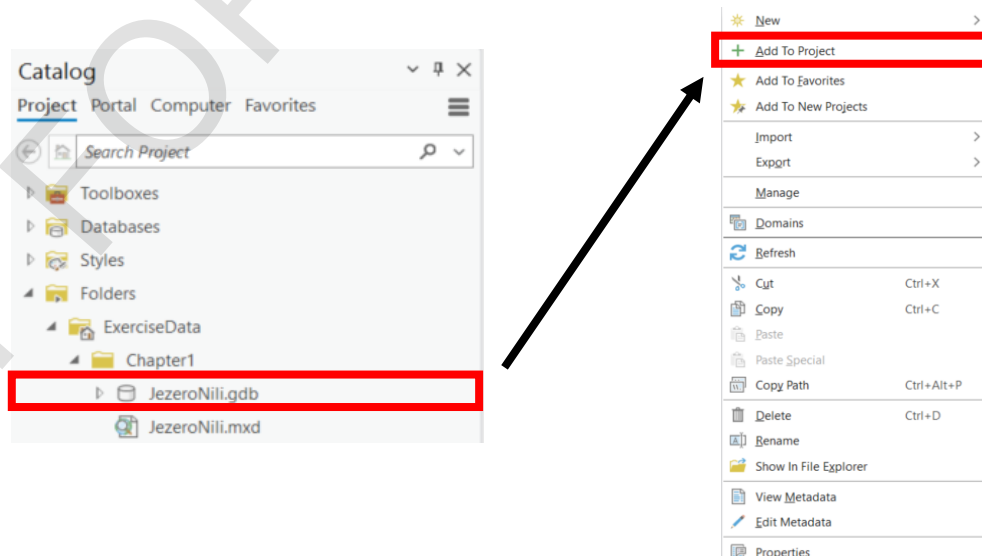 Catalog
Project Portal Computer Favorites
Search Project
Toolboxes
Databases
Styles
Folders
ExerciseData
Chapter1
JezeroNili.gdb
JezeroNili.mxd
New
Add To Project
Add To Favorites
Add To New Projects
Import
Export
Manage
Domains
Refresh
Cut Ctrl+X
Copy Ctrl+C
Paste
Paste Special
Copy Path Ctrl+Alt+P
Delete Ctrl+D
Rename
Show In File Explorer
View Metadata
Edit Metadata
Properties